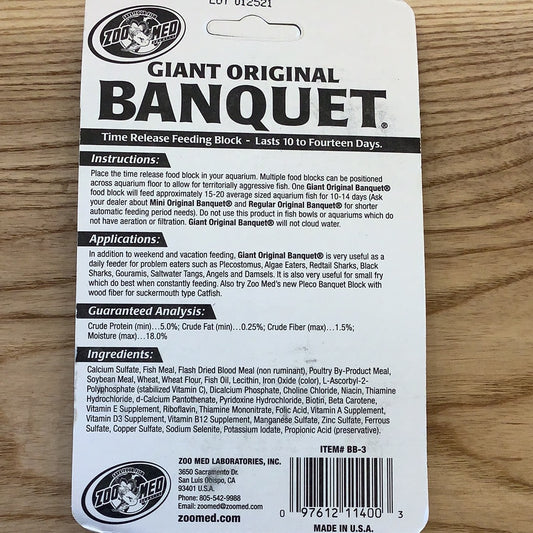 LOT 012521
ZOO MED
GIANT ORIGINAL
BANQUET®
Time Release Feeding Block - Lasts 10 to Fourteen Days.
Instructions:
Place the time release food block in your aquarium. Multiple food blocks can be positioned
across aquarium floor to allow for territorially aggressive fish. One Giant Original Banquet®
food block will feed approximately 15-20 average sized aquarium fish for 10-14 days (Ask
your dealer about Mini Original Banquet® and Regular Original Banquet® for shorter
automatic feeding period needs). Do not use this product in fish bowls or aquariums which do
not have aeration or filtration. Giant Original Banquet® will not cloud water.
Applications:
In addition to weekend and vacation feeding, Giant Original Banquet® is very useful as a
daily feeder for problem eaters such as Plecostomus, Algae Eaters, Redtail Sharks, Black
Sharks, Gouramis, Saltwater Tangs, Angels and Damsels. It is also very useful for small fry
which do best when constantly feeding. Also try Zoo Med's new Pleco Banquet Block with
wood fiber for suckermouth type Catfish.
Guaranteed Analysis:
Crude Protein (min)...5.0%; Crude Fat (min)...0.25%; Crude Fiber (max)...1.5%;
Moisture (max)...18.0%
Ingredients:
Calcium Sulfate, Fish Meal, Flash Dried Blood Meal (non ruminant), Poultry By-Product Meal,
Soybean Meal, Wheat, Wheat Flour, Fish Oil, Lecithin, Iron Oxide (color), L-Ascorbyl-2-
Polyphosphate (stabilized Vitamin C), Dicalcium Phosphate, Choline Chloride, Niacin, Thiamine
Hydrochloride, d-Calcium Pantothenate, Pyridoxine Hydrochloride, Biotin, Beta Carotene,
Vitamin E Supplement, Riboflavin, Thiamine Mononitrate, Folic Acid, Vitamin A Supplement,
Vitamin D3 Supplement, Vitamin B12 Supplement, Manganese Sulfate, Zinc Sulfate, Ferrous
Sulfate, Copper Sulfate, Sodium Selenite, Potassium Iodate, Propionic Acid (preservative).
ITEM# BB-3
ZOO MED
ZOO MED LABORATORIES, INC.
3650 Sacramento Dr.
San Luis Obispo, CA
93401 U.S.A.
Phone: 805-542-9988
Email: zoomed@zoomed.com
zoomed.com
0 97612 11400 3
MADE IN U.S.A.